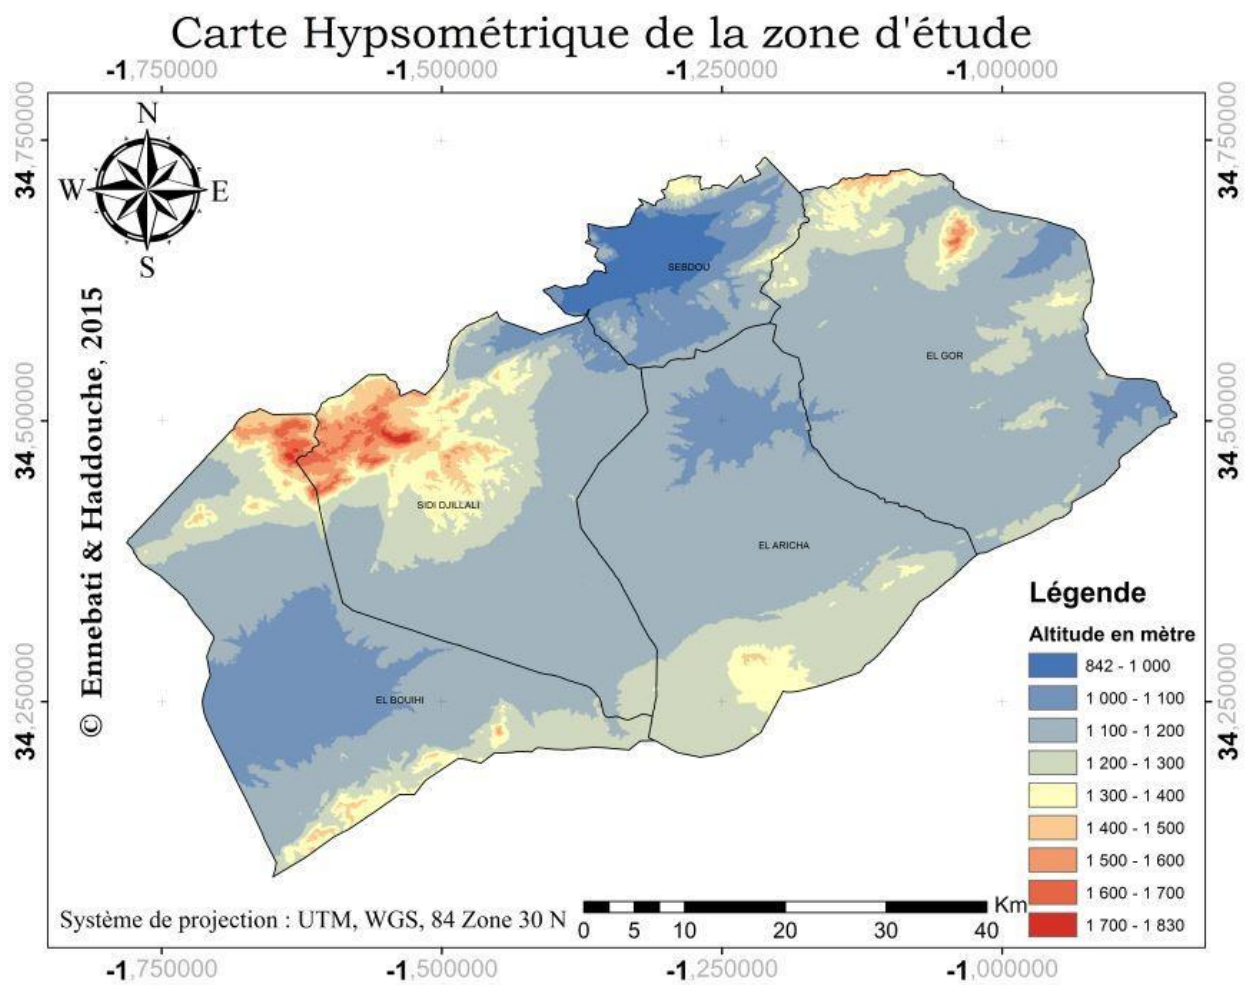 Carte Hypsométrique de la zone d'étude
-1,750000 -1,500000 -1,250000 -1,000000
34,750000
34,500000
34,250000
34,750000
34,500000
34,250000
N
W E
S
© Ennebati & Haddouche, 2015
SEBDOU
EL GOR
SIDI DJILLALI
EL ARICHA
EL BOUIHI
Légende
Altitude en mètre
842 - 1 000
1 000 - 1 100
1 100 - 1 200
1 200 - 1 300
1 300 - 1 400
1 400 - 1 500
1 500 - 1 600
1 600 - 1 700
1 700 - 1 830
Système de projection : UTM, WGS, 84 Zone 30 N
Km
0 5 10 20 30 40
-1,750000 -1,500000 -1,250000 -1,000000